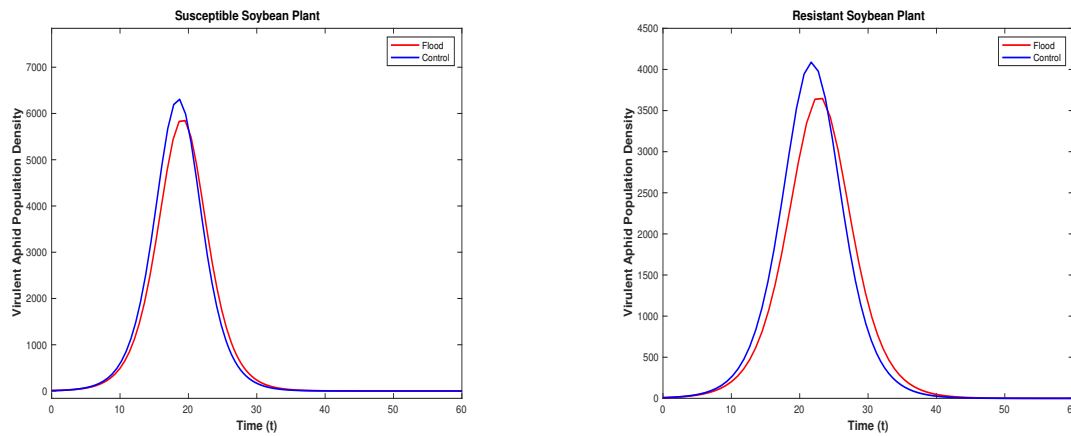 Susceptible Soybean Plant
Flood
Control
7000
6000
5000
4000
3000
2000
1000
0
Virulent Aphid Population Density
0 10 20 30 40 50 60
Time (t)
Resistant Soybean Plant
Flood
Control
4500
4000
3500
3000
2500
2000
1500
1000
500
0
Virulent Aphid Population Density
0 10 20 30 40 50 60
Time (t)